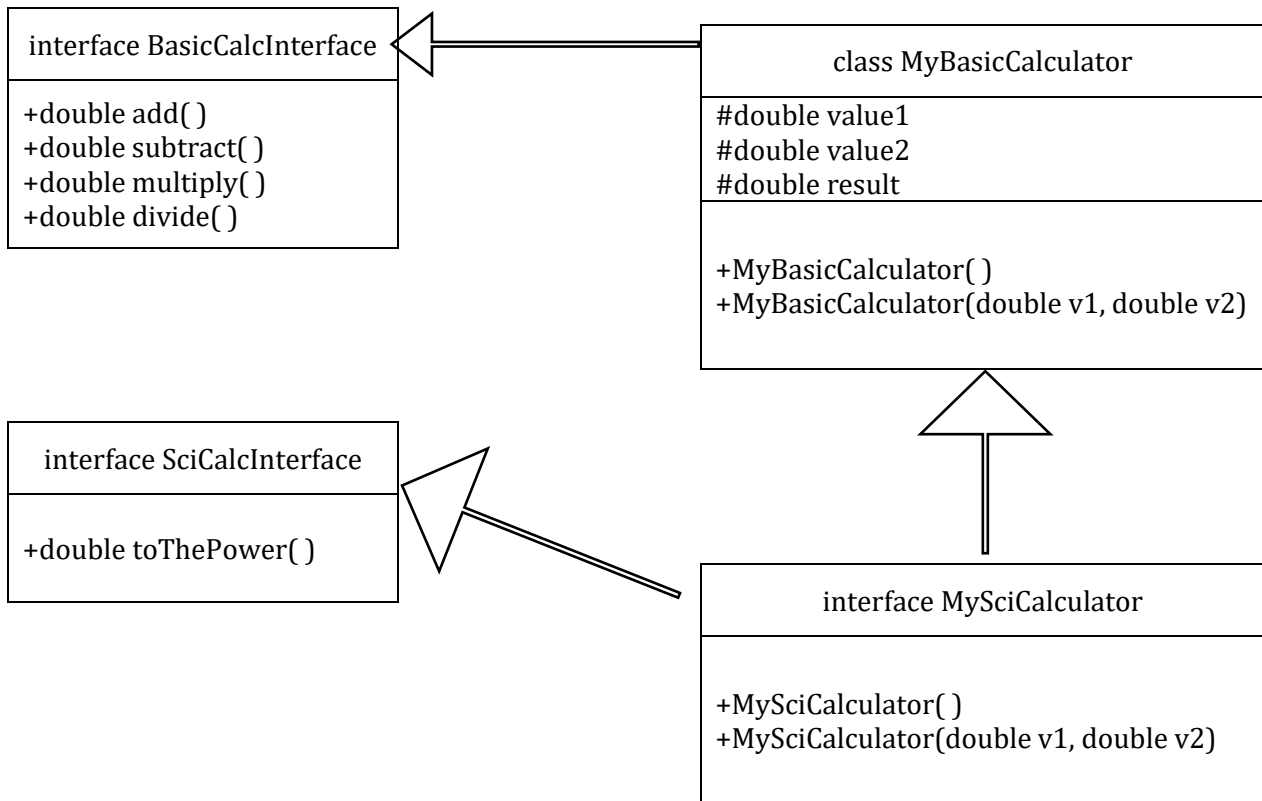 interface BasicCalcInterface
+double add( )
+double subtract( )
+double multiply( )
+double divide( )
class MyBasicCalculator
#double value1
#double value2
#double result
+MyBasicCalculator( )
+MyBasicCalculator(double v1, double v2)
interface SciCalcInterface
+double toThePower( )
interface MySciCalculator
+MySciCalculator( )
+MySciCalculator(double v1, double v2)